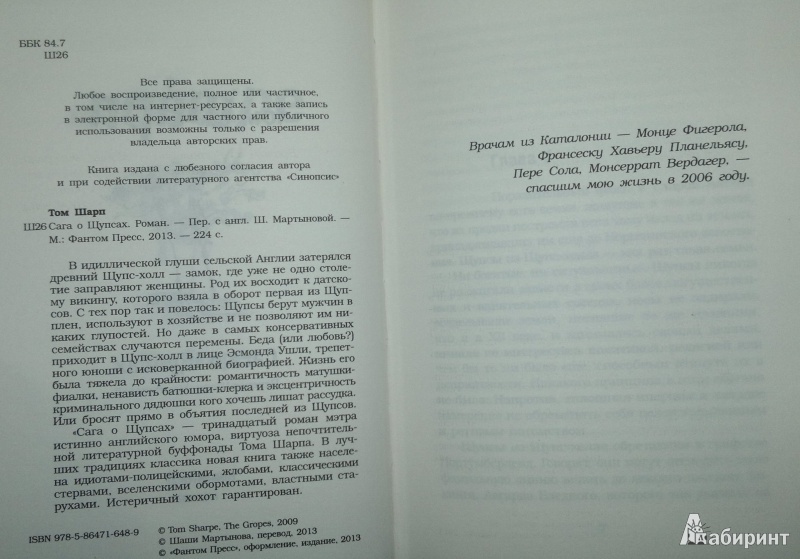 ББК 84.7
Ш26
Все права защищены.
Любое воспроизведение, полное или частичное,
в том числе на интернет-ресурсах, а также запись
в электронной форме для частного или публичного
использования возможны только с разрешения
владельца авторских прав.
Книга издана с любезного согласия автора
и при содействии литературного агентства «Синопсис»
Том Шарп
Ш26 Сага о Щупсах. Роман. — Пер. с англ. Ш. Мартыновой. —
М.: Фантом Пресс, 2013. — 224 с.
В идиллической глуши сельской Англии затерялся
древний Щупс-холл — замок, где уже не одно столе-
тие заправляют женщины. Род их восходит к датско-
му викингу, которого взяла в оборот первая из Щуп-
сов. С тех пор так и повелось: Щупсы берут мужчин в
плен, используют в хозяйстве и не позволяют им ни-
каких глупостей. Но даже в самых консервативных
семействах случаются перемены. Беда (или любовь?)
приходит в Щупс-холл в лице Эсмонда Ушли, трепет-
ного юноши с исковерканной биографией. Жизнь его
была тяжела до крайности: романтичность матушки-
фиалки, ненависть батюшки-клерка и эксцентричность
криминального дядюшки кого хочешь лишат рассудка.
Или бросят прямо в объятия последней из Щупсов.
«Сага о Щупсах» — тринадцатый роман мэтра
истинно английского юмора, виртуоза непочтитель-
ной литературной буффонады Тома Шарпа. В луч-
ших традициях классика новая книга также населе-
на идиотами-полицейскими, жлобами, классическими
стервами, вселенскими обормотами, властными ста-
рухами. Истеричный хохот гарантирован.
© Tom Sharpe, The Gropes, 2009
ISBN 978-5-86471-648-9 © Шаши Мартынова, перевод, 2013
© «Фантом Пресс», оформление, издание, 2013
Врачам из Каталонии — Монце Фигерола,
Франсеску Хавьеру Планельясу,
Пере Сола, Монсеррат Вердагер, —
спасшим мою жизнь в 2006 году.
Лабиринт